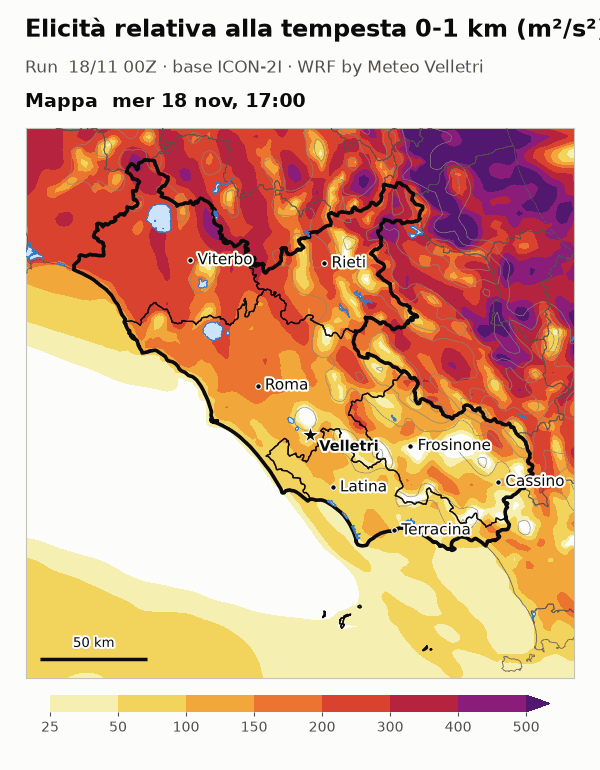 Elicità relativa alla tempesta 0-1 km (m²/s²)
Run  18/11 00Z · base ICON-2I · WRF by Meteo Velletri
Mappa  mer 18 nov, 17:00
Viterbo
Rieti
Roma
Velletri
Frosinone
Latina
Cassino
Terracina
50 km
25 50 100 150 200 300 400 500